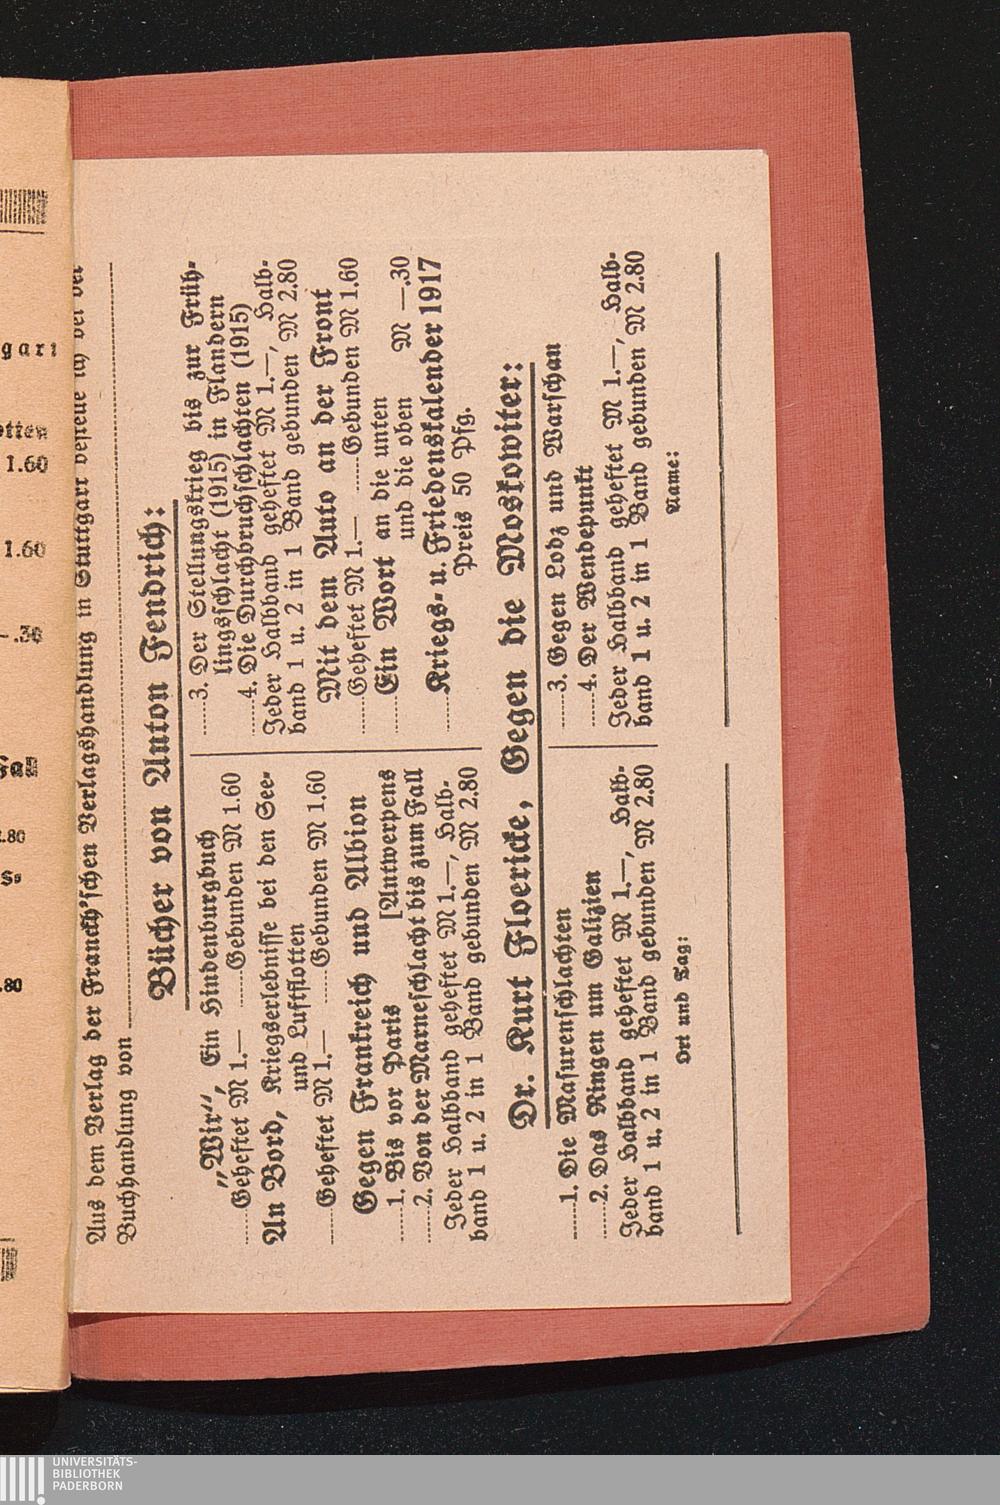 Aus dem Verlag der Franckh'schen Verlagshandlung in Stuttgart bestelle ich bei der
Buchhandlung von
Bücher von Anton Fendrich:
„Wir“, Ein Hindenburgbuch
Geheftet M 1.— Gebunden M 1.60
An Bord, Kriegserlebnisse bei den See-
und Luftflotten
Geheftet M 1.— Gebunden M 1.60
Gegen Frankreich und Albion
1. Bis vor Paris [Antwerpens
2. Von der Marneschlacht bis zum Fall
Jeder Halbband geheftet M 1.—, Halb-
band 1 u. 2 in 1 Band gebunden M 2.80
3. Der Stellungskrieg bis zur Früh-
lingsschlacht (1915) in Flandern
4. Die Durchbruchschlachten (1915)
Jeder Halbband geheftet M 1.—, Halb-
band 1 u. 2 in 1 Band gebunden M 2.80
Mit dem Auto an der Front
Geheftet M 1.— Gebunden M 1.60
Ein Wort an die unten
und die oben M —.30
Kriegs- u. Friedenskalender 1917
Preis 50 Pfg.
Dr. Kurt Floericke, Gegen die Moskowiter:
1. Die Masurenschlachten
2. Das Ringen um Galizien
Jeder Halbband geheftet M 1.—, Halb-
band 1 u. 2 in 1 Band gebunden M 2.80
3. Gegen Lodz und Warschau
4. Der Wendepunkt
Jeder Halbband geheftet M 1.—, Halb-
band 1 u. 2 in 1 Band gebunden M 2.80
Ort und Tag:
Name:
gart
1.60
1.60
.30
.80
.80
UNIVERSITÄTS-
BIBLIOTHEK
PADERBORN